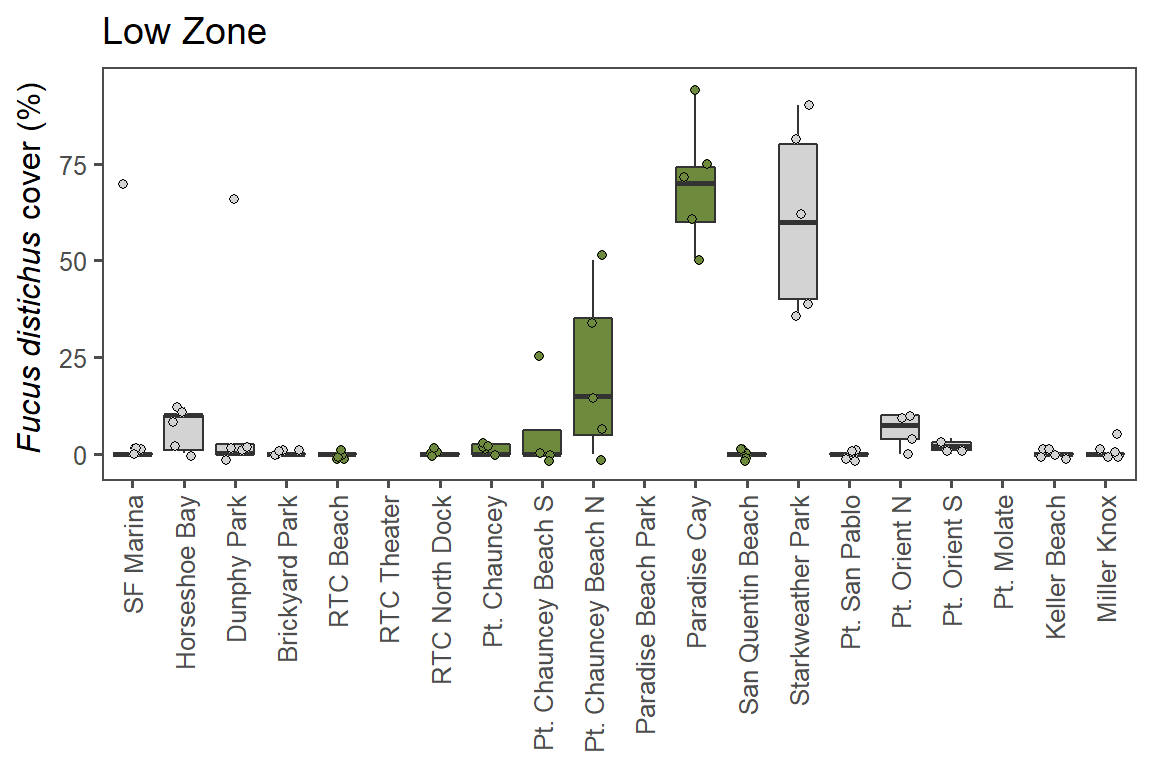 Low Zone
Fucus distichus cover (%)
75
50
25
0
SF Marina
Horseshoe Bay
Dunphy Park
Brickyard Park
RTC Beach
RTC Theater
RTC North Dock
Pt. Chauncey
Pt. Chauncey Beach S
Pt. Chauncey Beach N
Paradise Beach Park
Paradise Cay
San Quentin Beach
Starkweather Park
Pt. San Pablo
Pt. Orient N
Pt. Orient S
Pt. Molate
Keller Beach
Miller Knox